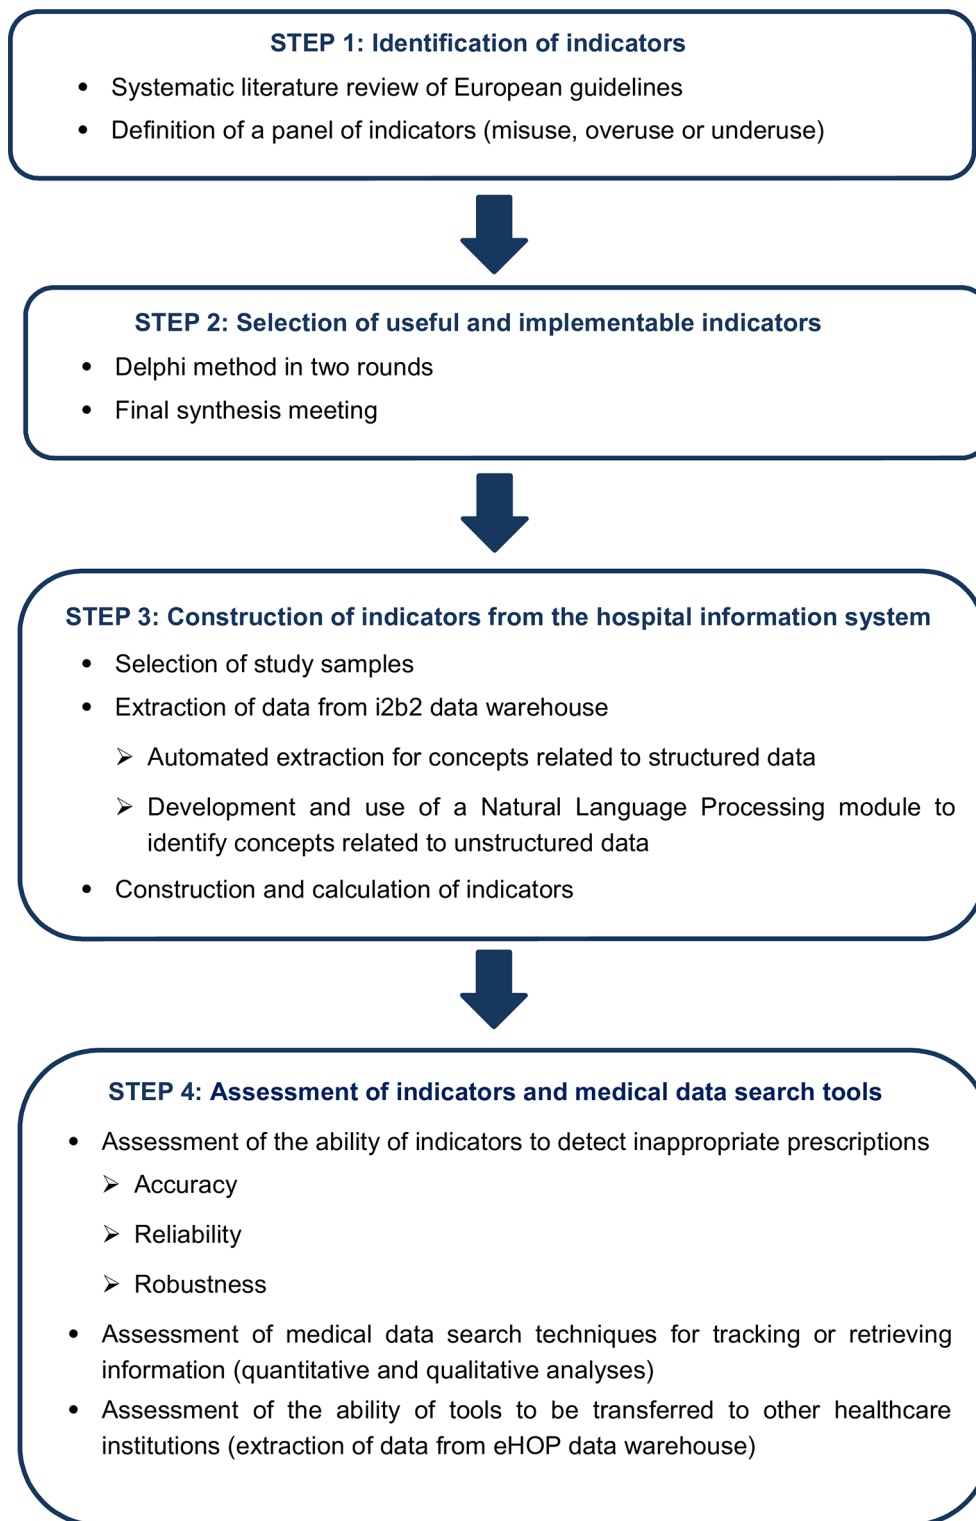 STEP 1: Identification of indicators
• Systematic literature review of European guidelines
• Definition of a panel of indicators (misuse, overuse or underuse)
STEP 2: Selection of useful and implementable indicators
• Delphi method in two rounds
• Final synthesis meeting
STEP 3: Construction of indicators from the hospital information system
• Selection of study samples
• Extraction of data from i2b2 data warehouse
➢ Automated extraction for concepts related to structured data
➢ Development and use of a Natural Language Processing module to
identify concepts related to unstructured data
• Construction and calculation of indicators
STEP 4: Assessment of indicators and medical data search tools
• Assessment of the ability of indicators to detect inappropriate prescriptions
➢ Accuracy
➢ Reliability
➢ Robustness
• Assessment of medical data search techniques for tracking or retrieving
information (quantitative and qualitative analyses)
• Assessment of the ability of tools to be transferred to other healthcare
institutions (extraction of data from eHOP data warehouse)